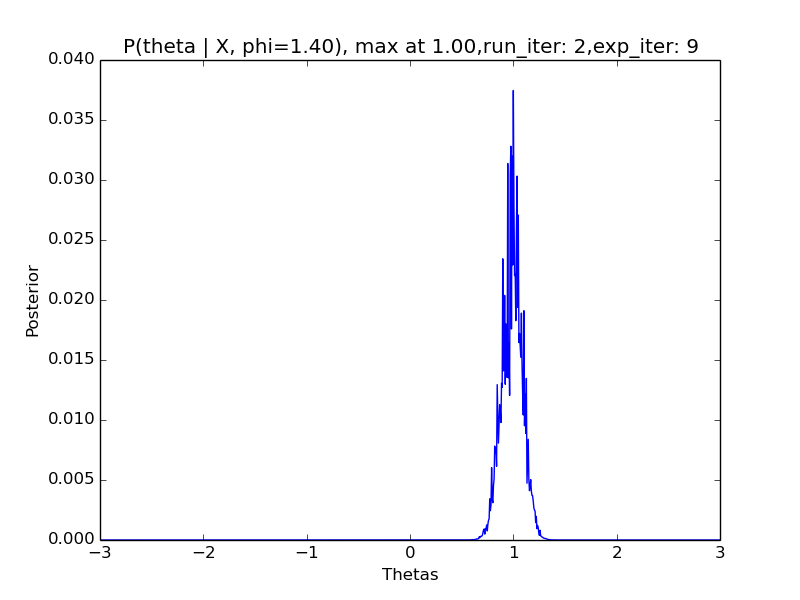 P(theta | X, phi=1.40), max at 1.00,run_iter: 2,exp_iter: 9
0.040
0.035
0.030
0.025
0.020
0.015
0.010
0.005
0.000
Posterior
−3 −2 −1 0 1 2 3
Thetas